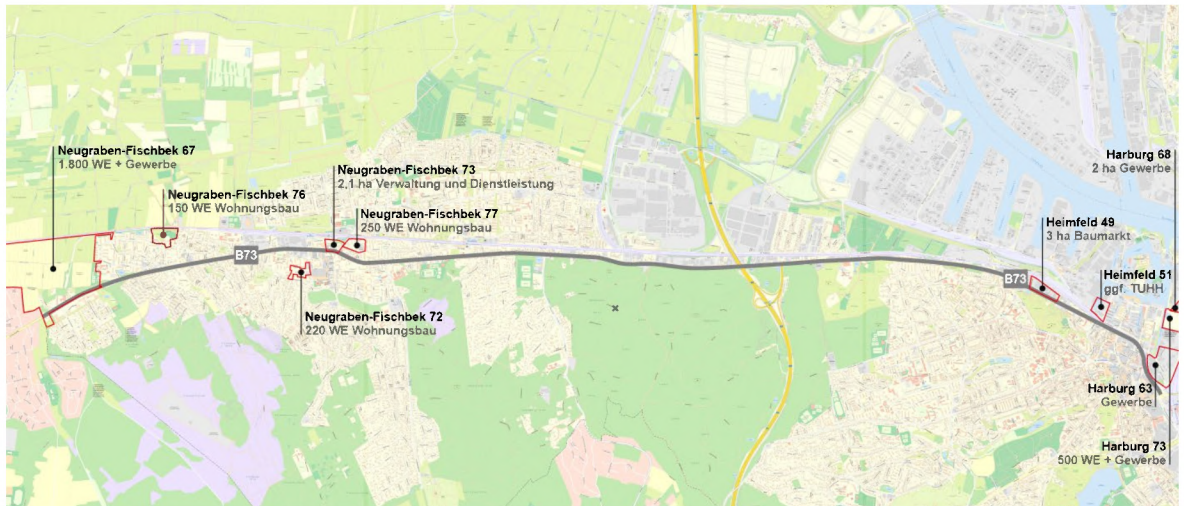 Neugraben-Fischbek 67
1.800 WE + Gewerbe
Neugraben-Fischbek 76
150 WE Wohnungsbau
Neugraben-Fischbek 73
2,1 ha Verwaltung und Dienstleistung
Neugraben-Fischbek 77
250 WE Wohnungsbau
B73
Neugraben-Fischbek 72
220 WE Wohnungsbau
Harburg 68
2 ha Gewerbe
Heimfeld 49
3 ha Baumarkt
B73
Heimfeld 51
ggf. TUHH
Harburg 63
Gewerbe
Harburg 73
500 WE + Gewerbe